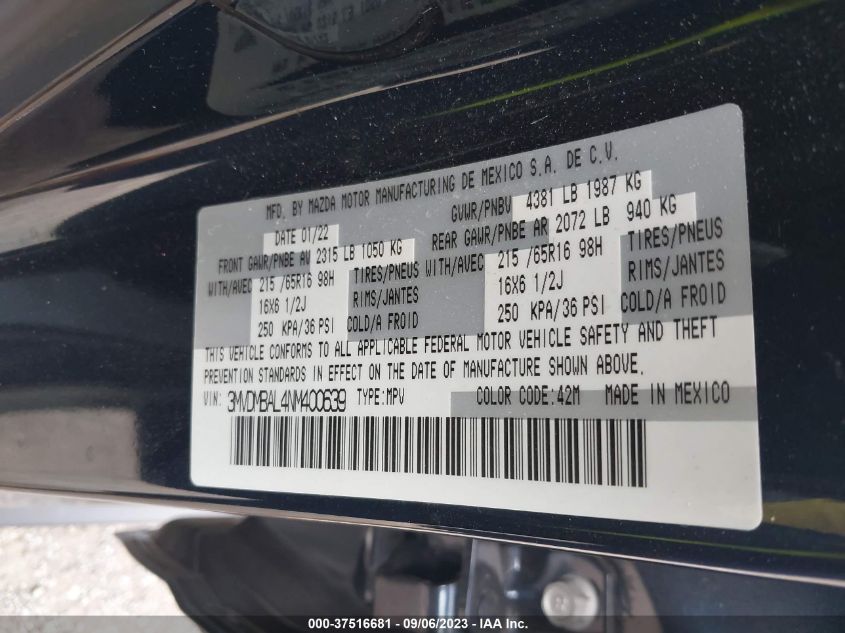 MFD. BY MAZDA MOTOR MANUFACTURING DE MEXICO S.A. DE C.V.
DATE 01/22 GVWR/PNBV 4381 LB 1987 KG
FRONT GAWR/PNBE AV 2315 LB 1050 KG REAR GAWR/PNBE AR 2072 LB 940 KG
WITH/AVEC 215 /65R16 98H TIRES/PNEUS WITH/AVEC 215 /65R16 98H TIRES/PNEUS
16X6 1/2J RIMS/JANTES 16X6 1/2J RIMS/JANTES
250 KPA/36 PSI COLD/A FROID 250 KPA/36 PSI COLD/A FROID
THIS VEHICLE CONFORMS TO ALL APPLICABLE FEDERAL MOTOR VEHICLE SAFETY AND THEFT
PREVENTION STANDARDS IN EFFECT ON THE DATE OF MANUFACTURE SHOWN ABOVE.
VIN: 3MVDMBAL4NM400639 TYPE:MPV COLOR CODE:42M MADE IN MEXICO
000-37516681 - 09/06/2023 - IAA Inc.